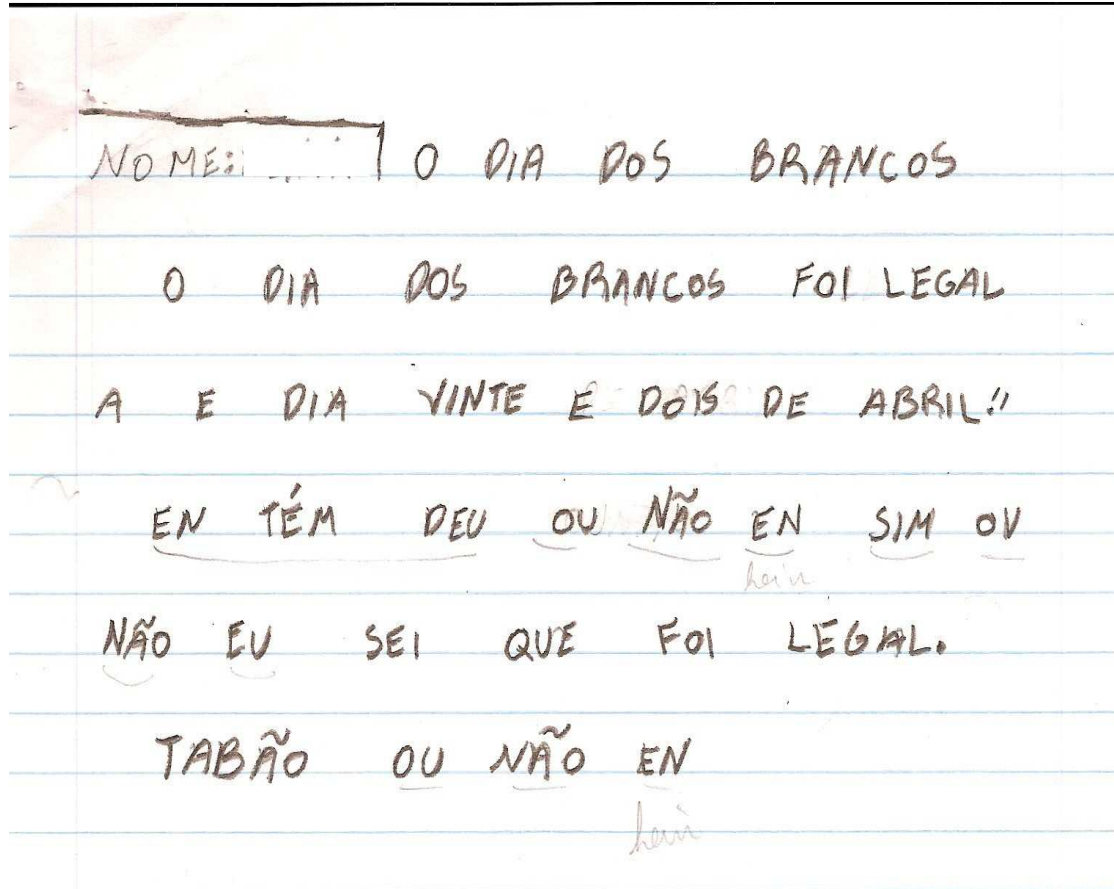 NOME: O DIA DOS BRANCOS
O DIA DOS BRANCOS FOI LEGAL
A E DIA VINTE E DOIS DE ABRIL!!
EN TÉM DEU OU NÃO EN SIM OU
hein
NÃO EU SEI QUE FOI LEGAL.
TABÃO OU NÃO EN
hein